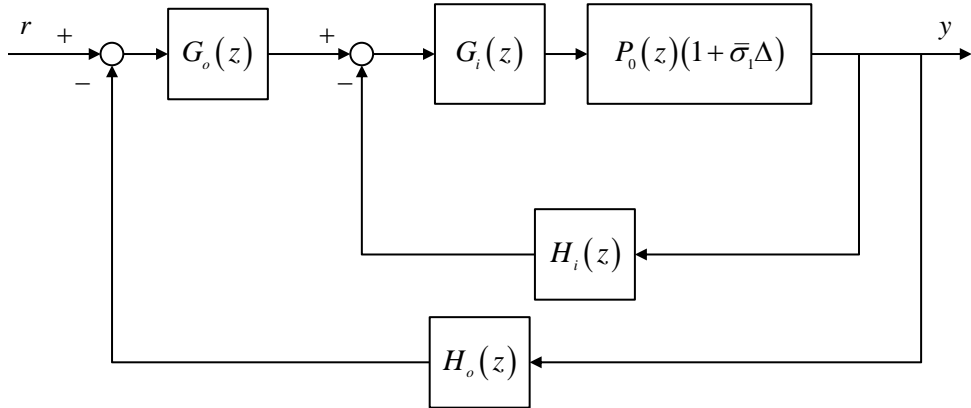 r
+
−
G_o(z)
+
−
G_i(z)
P_0(z)(1+σ̄_1Δ)
y
H_i(z)
H_o(z)